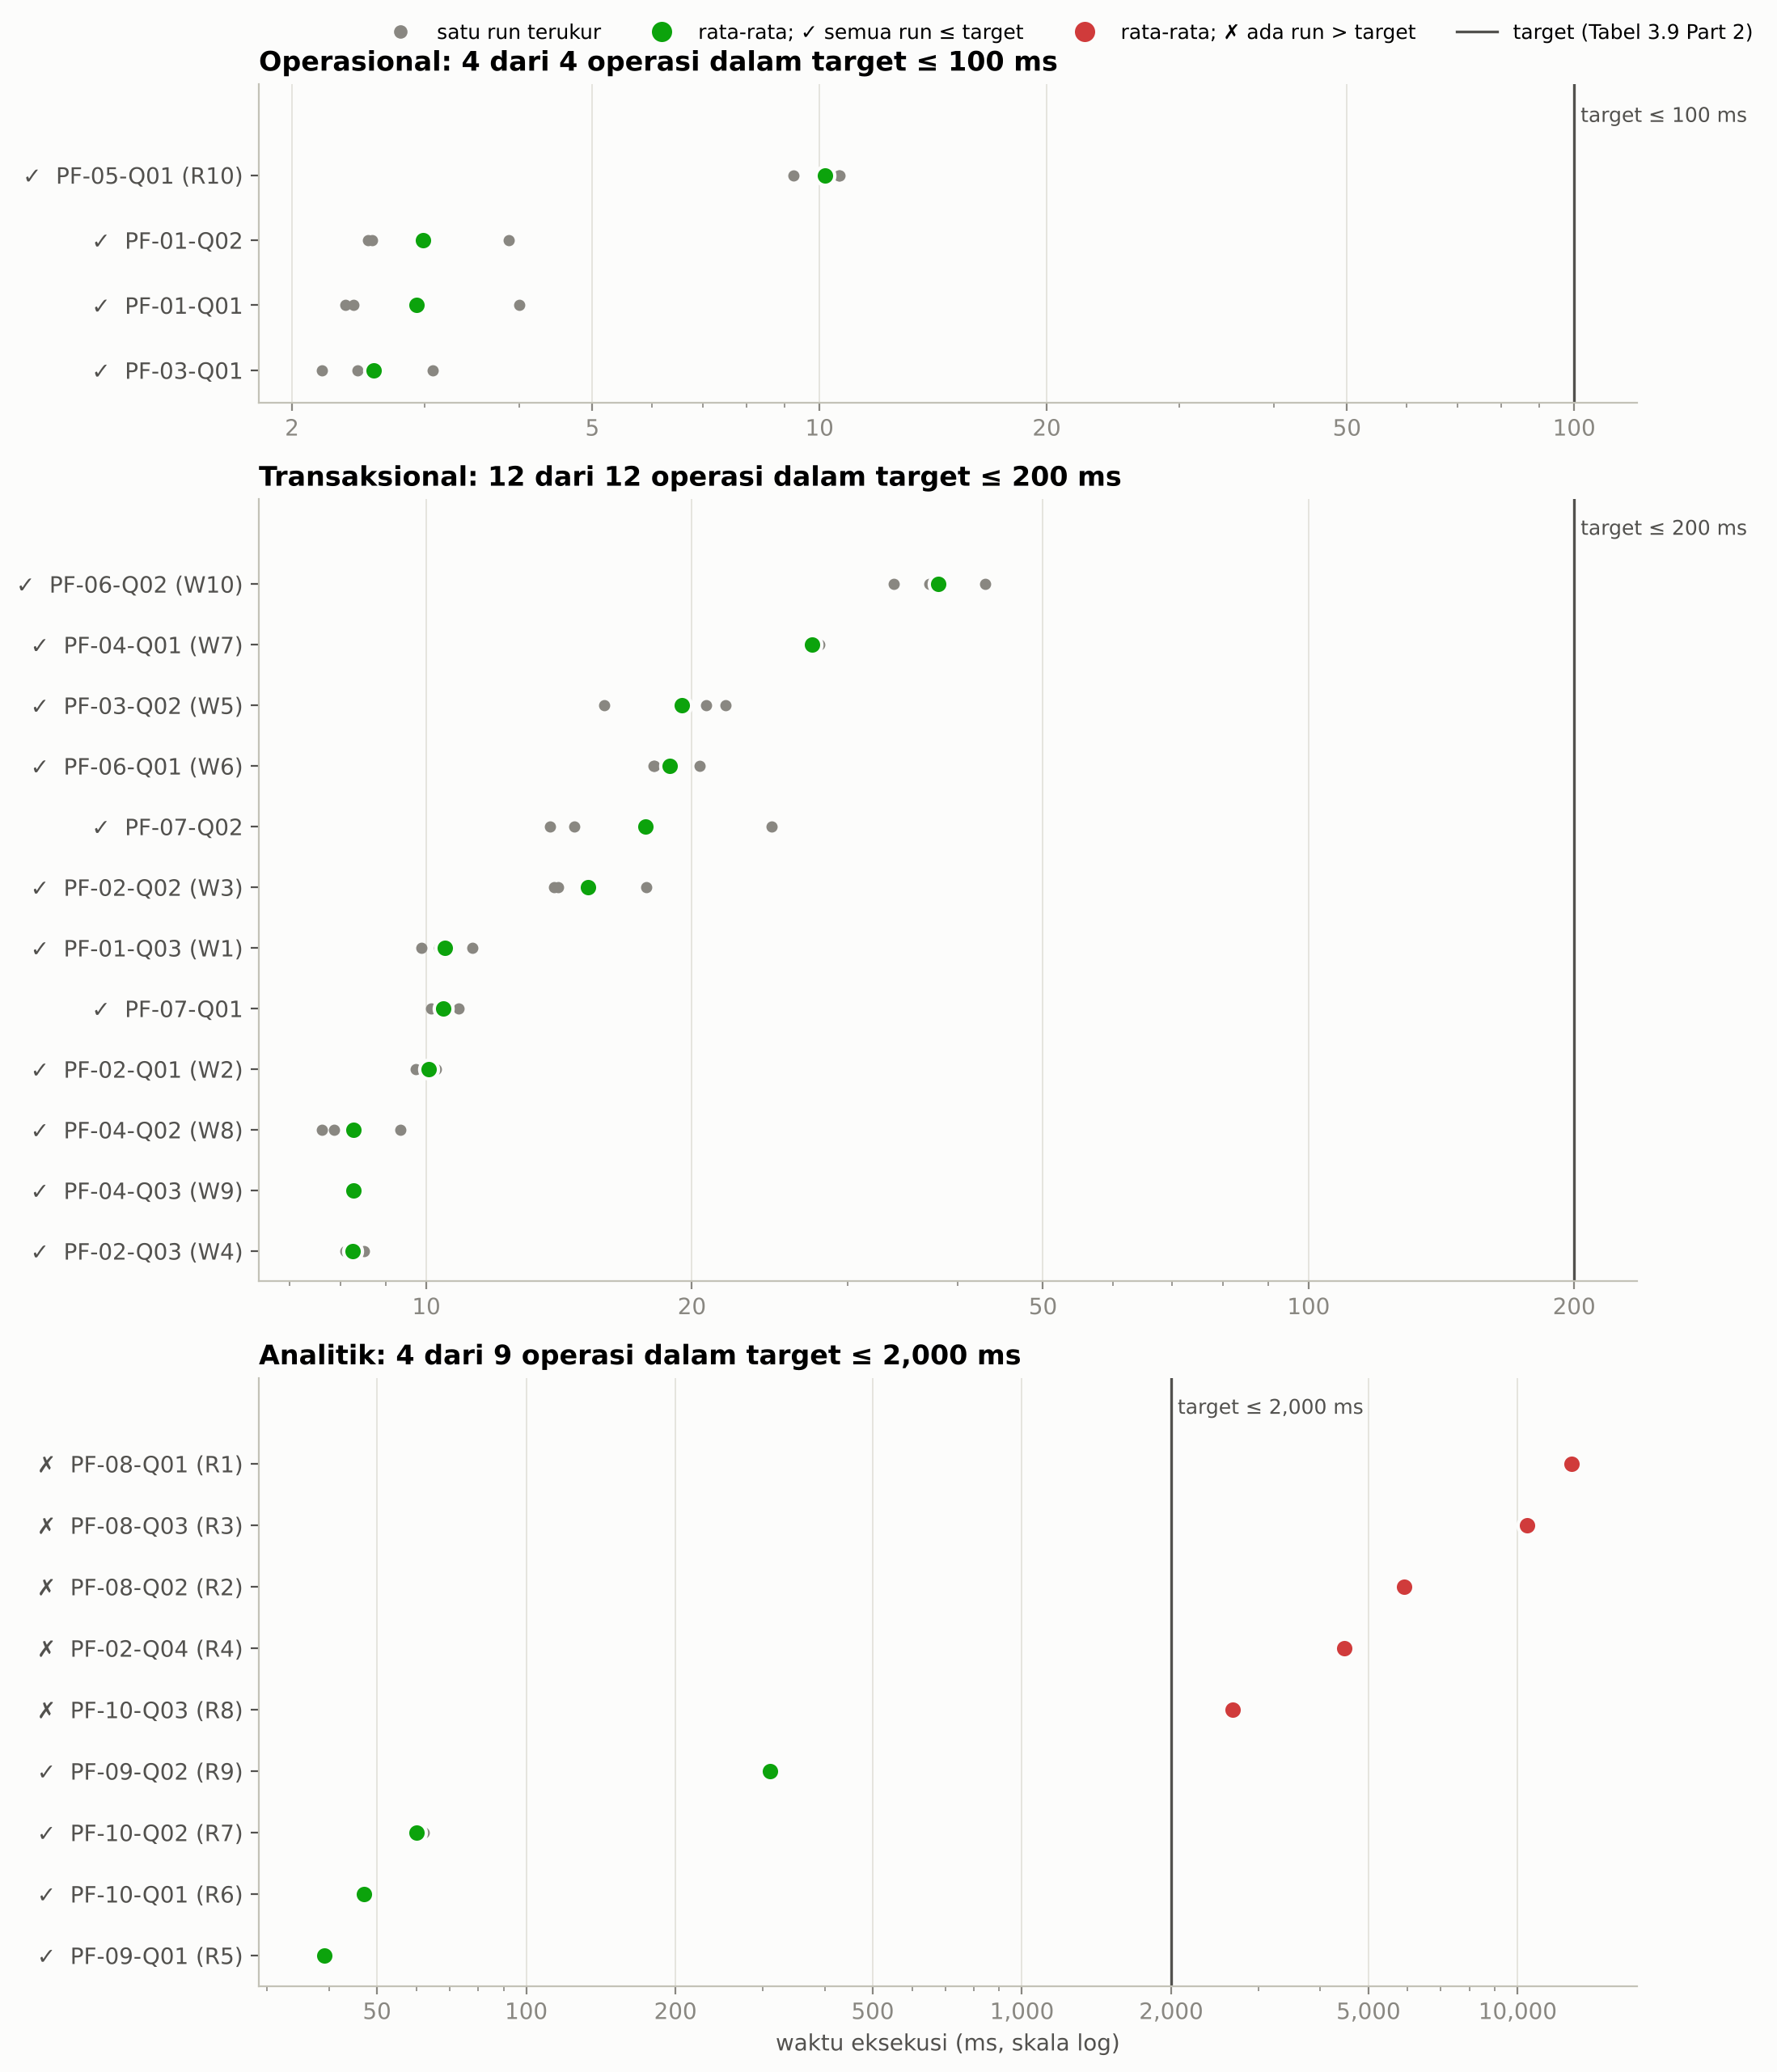 satu run terukur
rata-rata; ✓ semua run ≤ target
rata-rata; ✗ ada run > target
target (Tabel 3.9 Part 2)
Operasional: 4 dari 4 operasi dalam target ≤ 100 ms
target ≤ 100 ms
✓ PF-05-Q01 (R10)
✓ PF-01-Q02
✓ PF-01-Q01
✓ PF-03-Q01
2 5 10 20 50 100
Transaksional: 12 dari 12 operasi dalam target ≤ 200 ms
target ≤ 200 ms
✓ PF-06-Q02 (W10)
✓ PF-04-Q01 (W7)
✓ PF-03-Q02 (W5)
✓ PF-06-Q01 (W6)
✓ PF-07-Q02
✓ PF-02-Q02 (W3)
✓ PF-01-Q03 (W1)
✓ PF-07-Q01
✓ PF-02-Q01 (W2)
✓ PF-04-Q02 (W8)
✓ PF-04-Q03 (W9)
✓ PF-02-Q03 (W4)
10 20 50 100 200
Analitik: 4 dari 9 operasi dalam target ≤ 2,000 ms
target ≤ 2,000 ms
✗ PF-08-Q01 (R1)
✗ PF-08-Q03 (R3)
✗ PF-08-Q02 (R2)
✗ PF-02-Q04 (R4)
✗ PF-10-Q03 (R8)
✓ PF-09-Q02 (R9)
✓ PF-10-Q02 (R7)
✓ PF-10-Q01 (R6)
✓ PF-09-Q01 (R5)
50 100 200 500 1,000 2,000 5,000 10,000
waktu eksekusi (ms, skala log)